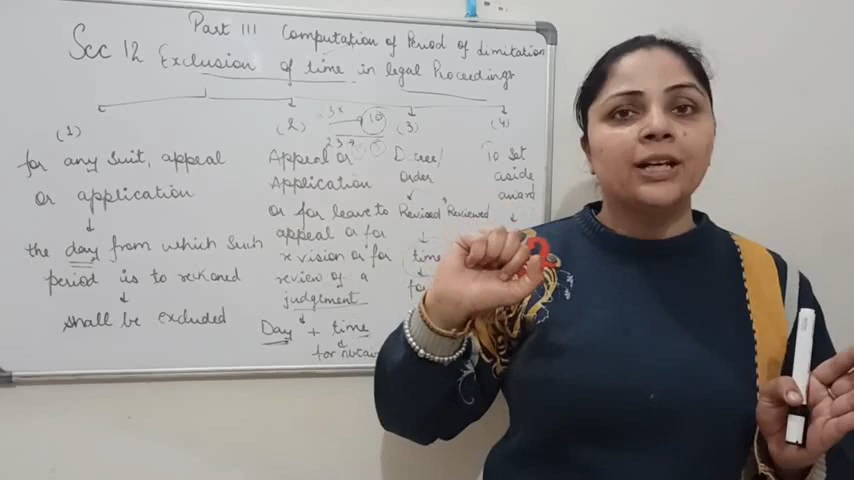 Part III Computation of Period of Limitation
Sec 12 Exclusion of time in legal Proceedings
(1)
for any suit, appeal
or application
the day from which such
period is to reckoned
shall be excluded
(2)
Appeal or
Application
or for leave to
appeal or for
revision or for
review of a
judgement
Day + time
for
(3)
Decree/
Order
Revised Reviewed
time
(4)
To set
aside
award